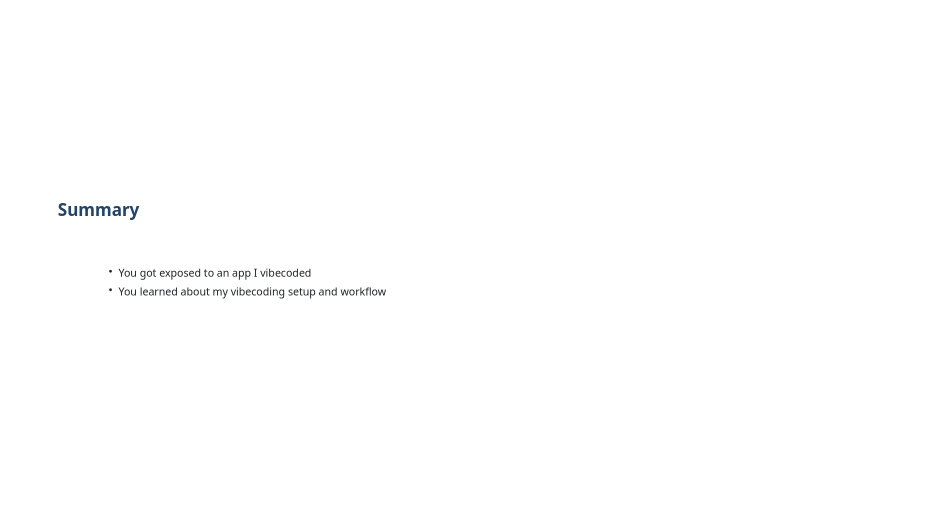 Summary
• You got exposed to an app I vibecoded
• You learned about my vibecoding setup and workflow